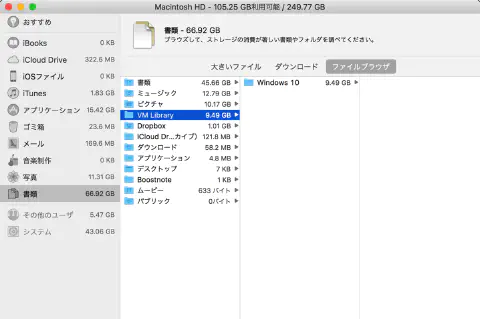 Macintosh HD - 105.25 GB利用可能 / 249.77 GB
おすすめ
iBooks 0 KB
iCloud Drive 322.5 MB
iOSファイル 0 KB
iTunes 1.83 GB
アプリケーション 15.42 GB
ゴミ箱 23.6 MB
メール 169.6 MB
音楽制作 0 KB
写真 11.31 GB
書類 66.92 GB
その他のユーザ 5.47 GB
システム 43.06 GB
書類 - 66.92 GB
ブラウズして、ストレージの消費が著しい書類やフォルダを調べてください。
大きいファイル ダウンロード ファイルブラウザ
書類 45.66 GB
ミュージック 12.79 GB
ピクチャ 10.17 GB
VM Library 9.49 GB
Dropbox 1.01 GB
iCloud Dr...カイブ) 121.8 MB
ダウンロード 58.2 MB
アプリケーション 4.8 MB
デスクトップ 7 KB
Boostnote 1 KB
ムービー 633 バイト
パブリック 0バイト
Windows 10 9.49 GB